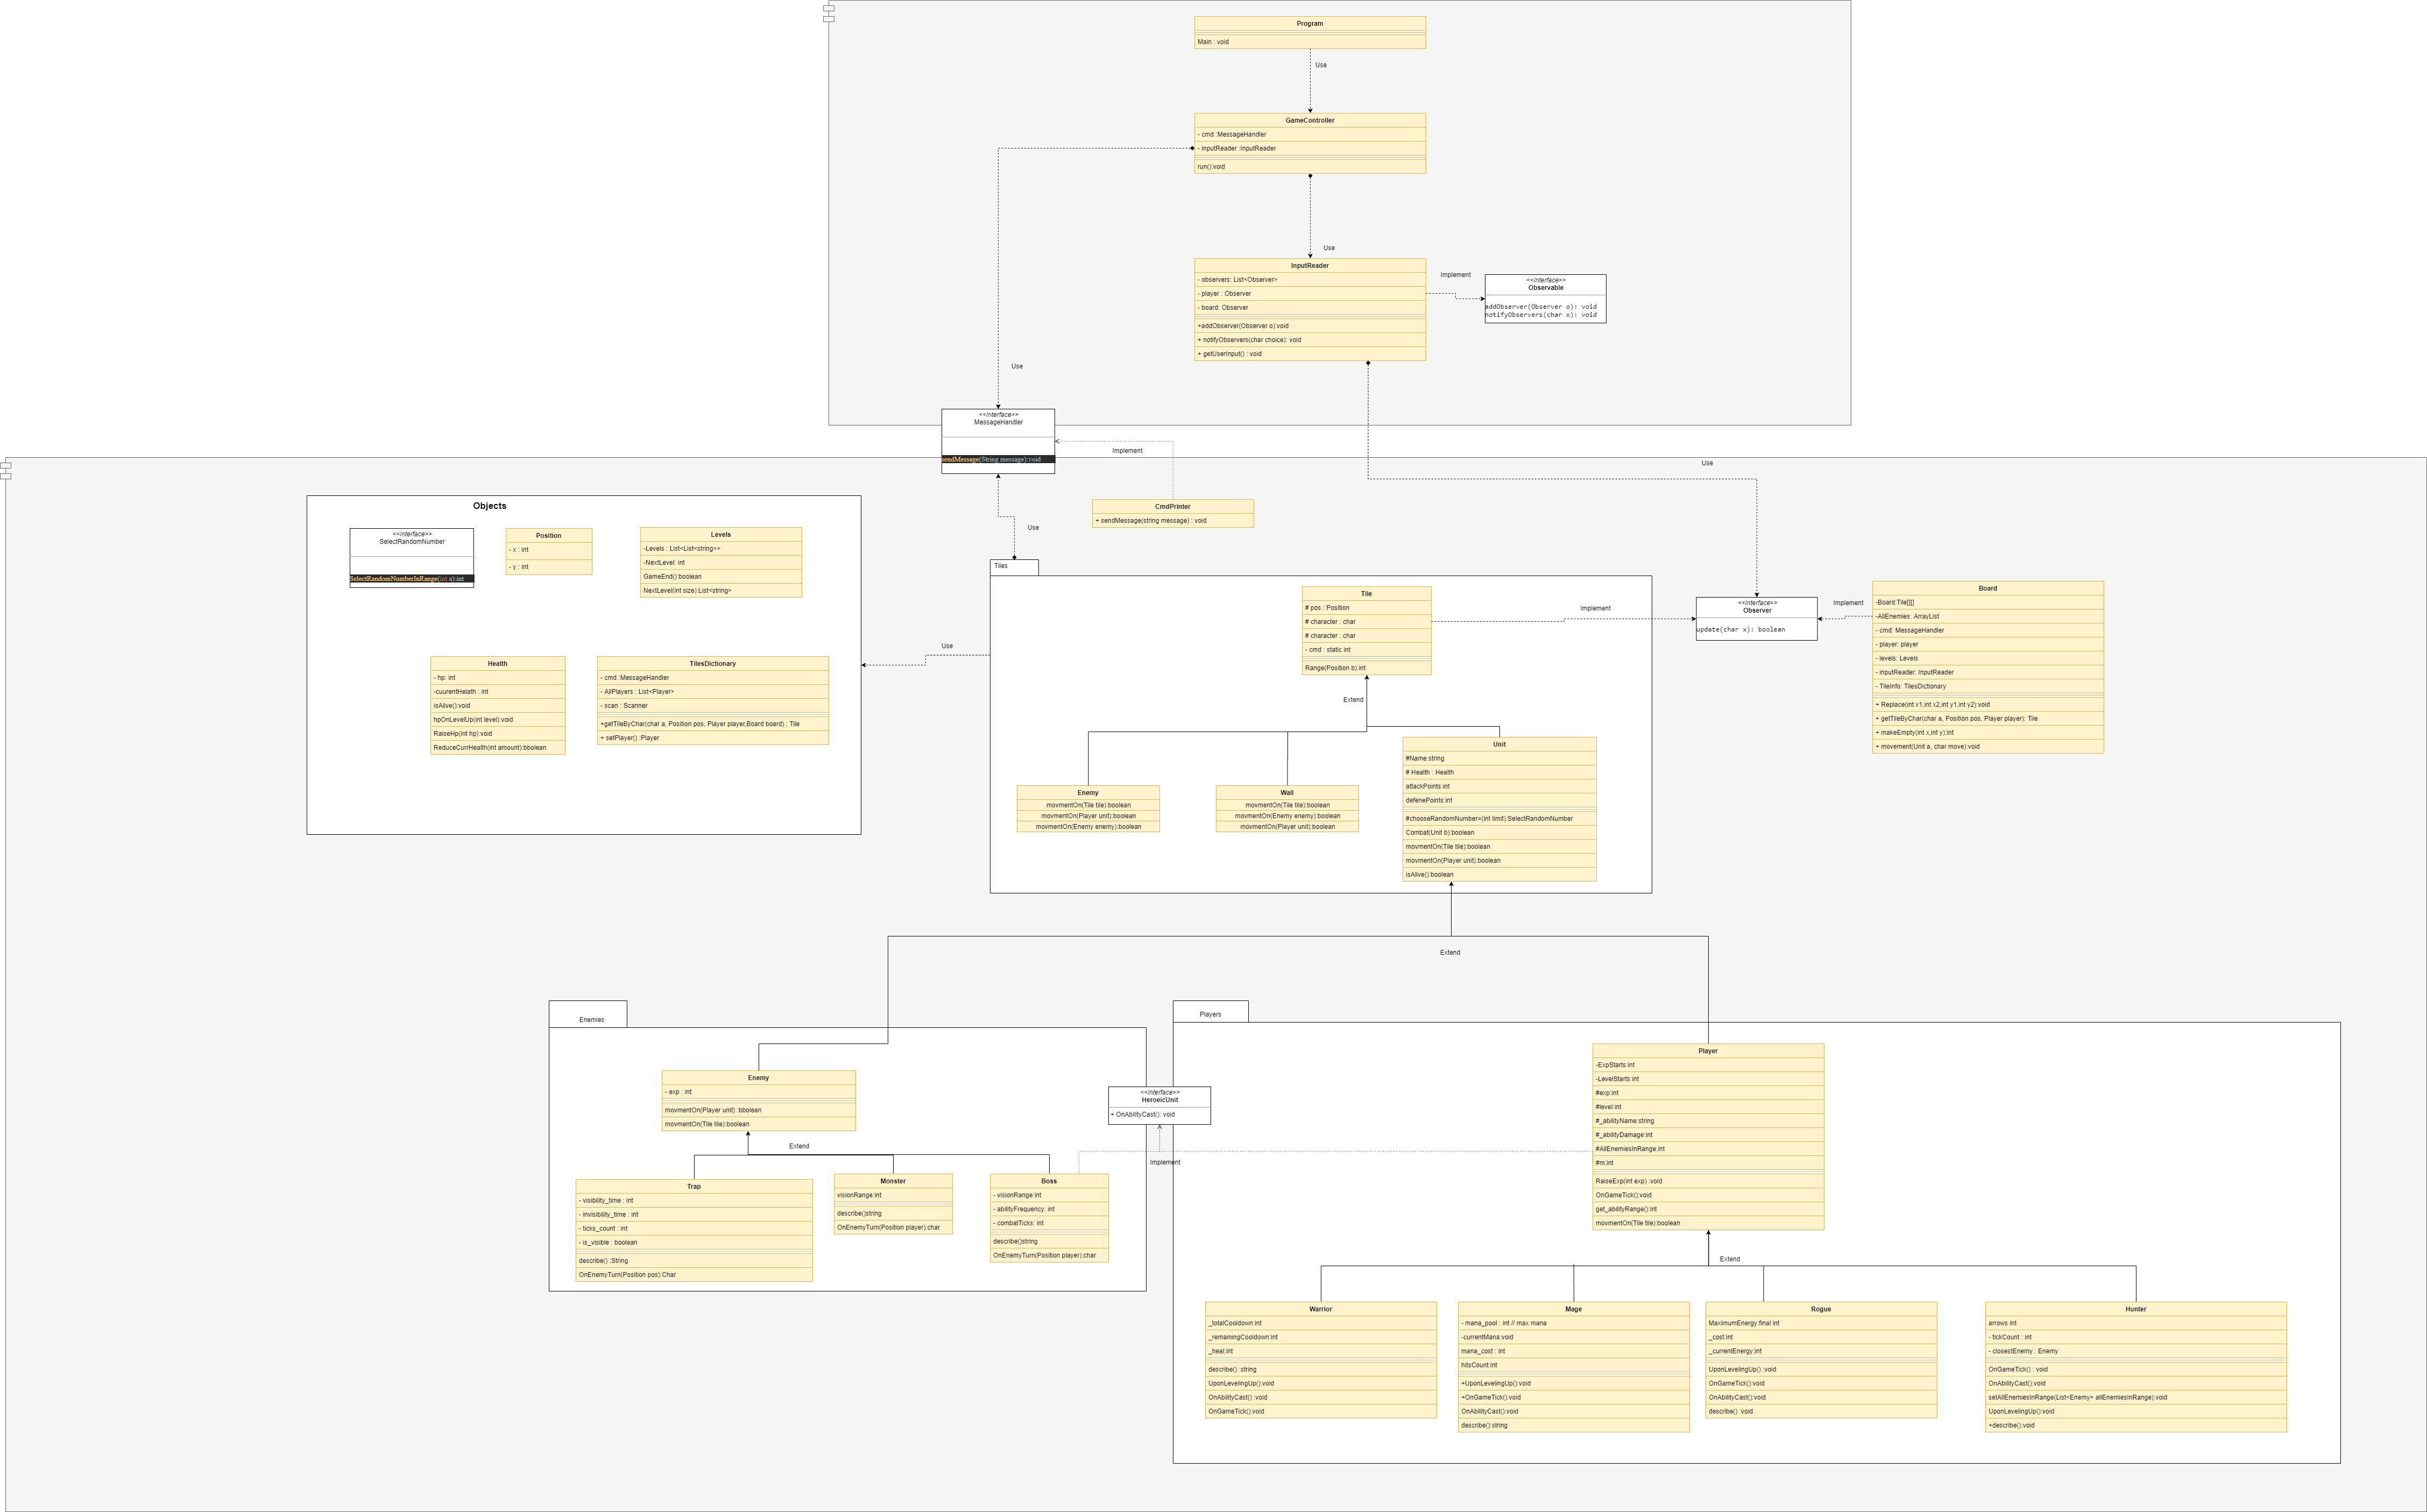 Program
Main : void
Use
GameController
- cmd :MessageHandler
- inputReader :InputReader
run():void
Use
InputReader
- observers: List<Observer>
- player : Observer
- board: Observer
+addObserver(Observer o):void
+ notifyObservers(char choice): void
+ getUserInput() : void
Implement
<<Interface>>
Observable
addObserver(Observer o): void
notifyObservers(char x): void
Use
<<Interface>>
MessageHandler
sendMessage(String message):void
Implement
Use
CmdPrinter
+ sendMessage(string message) : void
Use
Objects
<<Interface>>
SelectRandomNumber
SelectRandomNumberInRange(int a):int
Position
- x : int
- y : int
Levels
-Levels : List<List<string>>
-NextLevel: int
GameEnd():boolean
NextLevel(int size):List<string>
Health
- hp: int
-cuurentHelath : int
isAlive():void
hpOnLevelUp(int level):void
RaiseHp(int hp):void
ReduceCurrHealth(int amount):bbolean
TilesDictionary
- cmd :MessageHandler
- AllPlayers : List<Player>
- scan : Scanner
+getTileByChar(char a, Position pos, Player player,Board board) : Tile
+ setPlayer() :Player
Use
Tiles
Tile
# pos : Position
# character : char
# character : char
- cmd : static int
Range(Position b):int
Implement
<<Interface>>
Observer
update(char x): boolean
Implement
Board
-Board:Tile[][]
-AllEnemies: ArrayList
- cmd: MessageHandler
- player: player
- levels: Levels
- inputReader: InputReader
- TileInfo: TilesDictionary
+ Replace(int x1,int x2,int y1,int y2):void
+ getTileByChar(char a, Position pos, Player player): Tile
+ makeEmpty(int x,int y):int
+ movement(Unit a, char move):void
Extend
Enemy
movmentOn(Tile tile):boolean
movmentOn(Player unit):boolean
movmentOn(Enemy enemy):boolean
Wall
movmentOn(Tile tile):boolean
movmentOn(Enemy enemy):boolean
movmentOn(Player unit):boolean
Unit
#Name:string
# Health : Health
attackPoints:int
defenePoints:int
#chooseRandomNumber=(int limit):SelectRandomNumber
Combat(Unit b):boolean
movmentOn(Tile tile):boolean
movmentOn(Player unit):boolean
isAlive():boolean
Extend
Enemies
Enemy
- exp : int
movmentOn(Player unit) :bbolean
movmentOn(Tile tile):boolean
Extend
Trap
- visibility_time : int
- invisibility_time : int
- ticks_count : int
- is_visible : boolean
describe() :String
OnEnemyTurn(Position pos):Char
Monster
visionRange:int
describe()string
OnEnemyTurn(Position player):char
Boss
- visionRange:int
- abilityFrequency: int
- combatTicks: int
describe()string
OnEnemyTurn(Position player):char
<<Interface>>
HeroeicUnit
+ OnAbilityCast(): void
Implement
Players
Player
-ExpStarts:int
-LevelStarts:int
#exp:int
#level:int
#_abilityName:string
#_abilityDamage:int
#AllEnemiesInRange:int
#m:int
RaiseExp(int exp) :void
OnGameTick():void
get_abilityRange():int
movmentOn(Tile tile):boolean
Extend
Warrior
_totalCooldown:int
_remainingCooldown:int
_heal:int
describe() :string
UponLevelingUp():void
OnAbilityCast() :void
OnGameTick():void
Mage
- mana_pool : int // max mana
-currentMana:void
mana_cost : int
hitsCount:int
+UponLevelingUp():void
+OnGameTick():void
OnAbilityCast():void
describe():string
Rogue
MaximumEnergy:final int
_cost:int
_currentEnergy:int
UponLevelingUp() :void
OnGameTick():void
OnAbilityCast():void
describe() :void
Hunter
arrows int
- tickCount : int
- closestEnemy : Enemy
OnGameTick() : void
OnAbilityCast():void
setAllEnemiesInRange(List<Enemy> allEnemiesInRange):void
UponLevelingUp():void
+describe():void